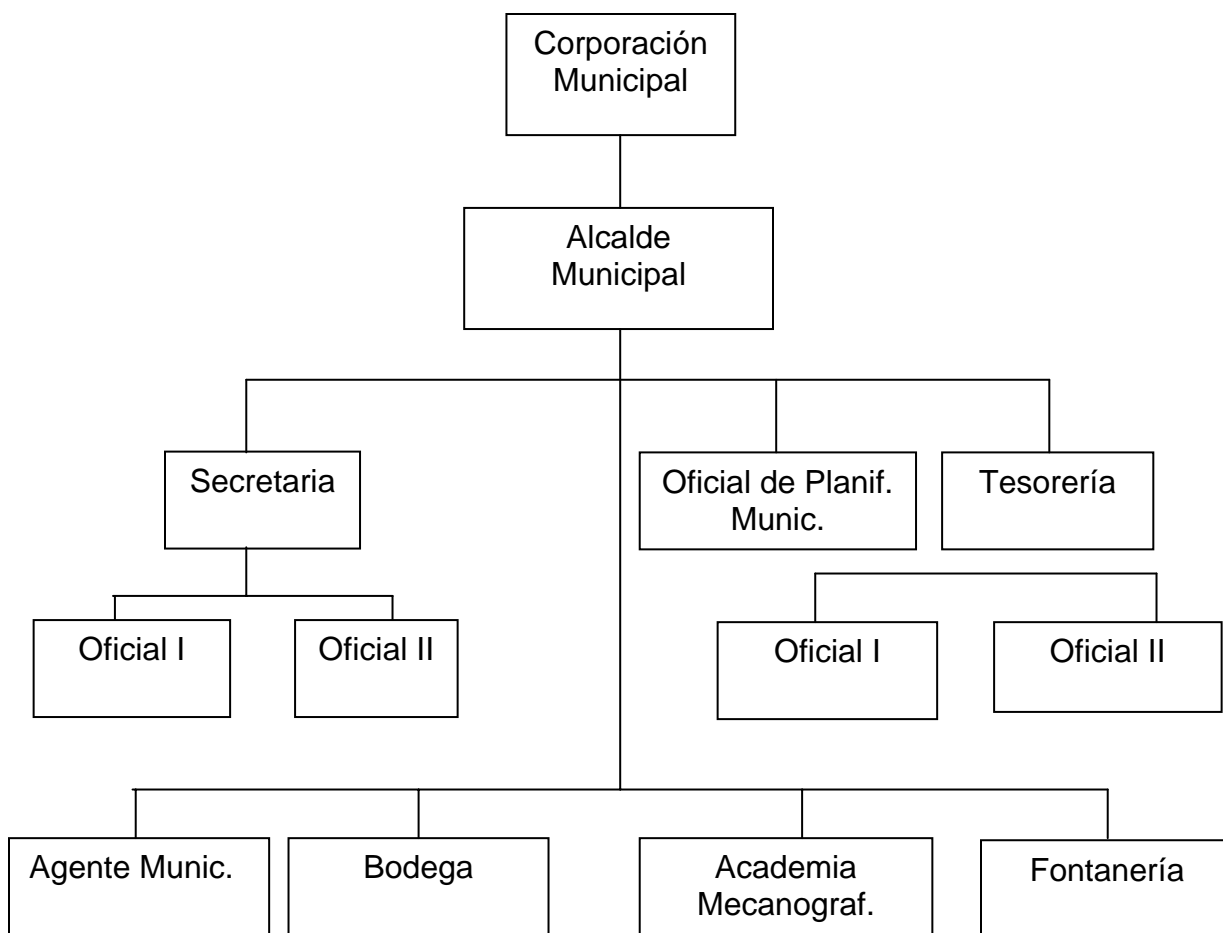 Corporación
Municipal
Alcalde
Municipal
Secretaria
Oficial de Planif.
Munic.
Tesorería
Oficial I
Oficial II
Oficial I
Oficial II
Agente Munic.
Bodega
Academia
Mecanograf.
Fontanería